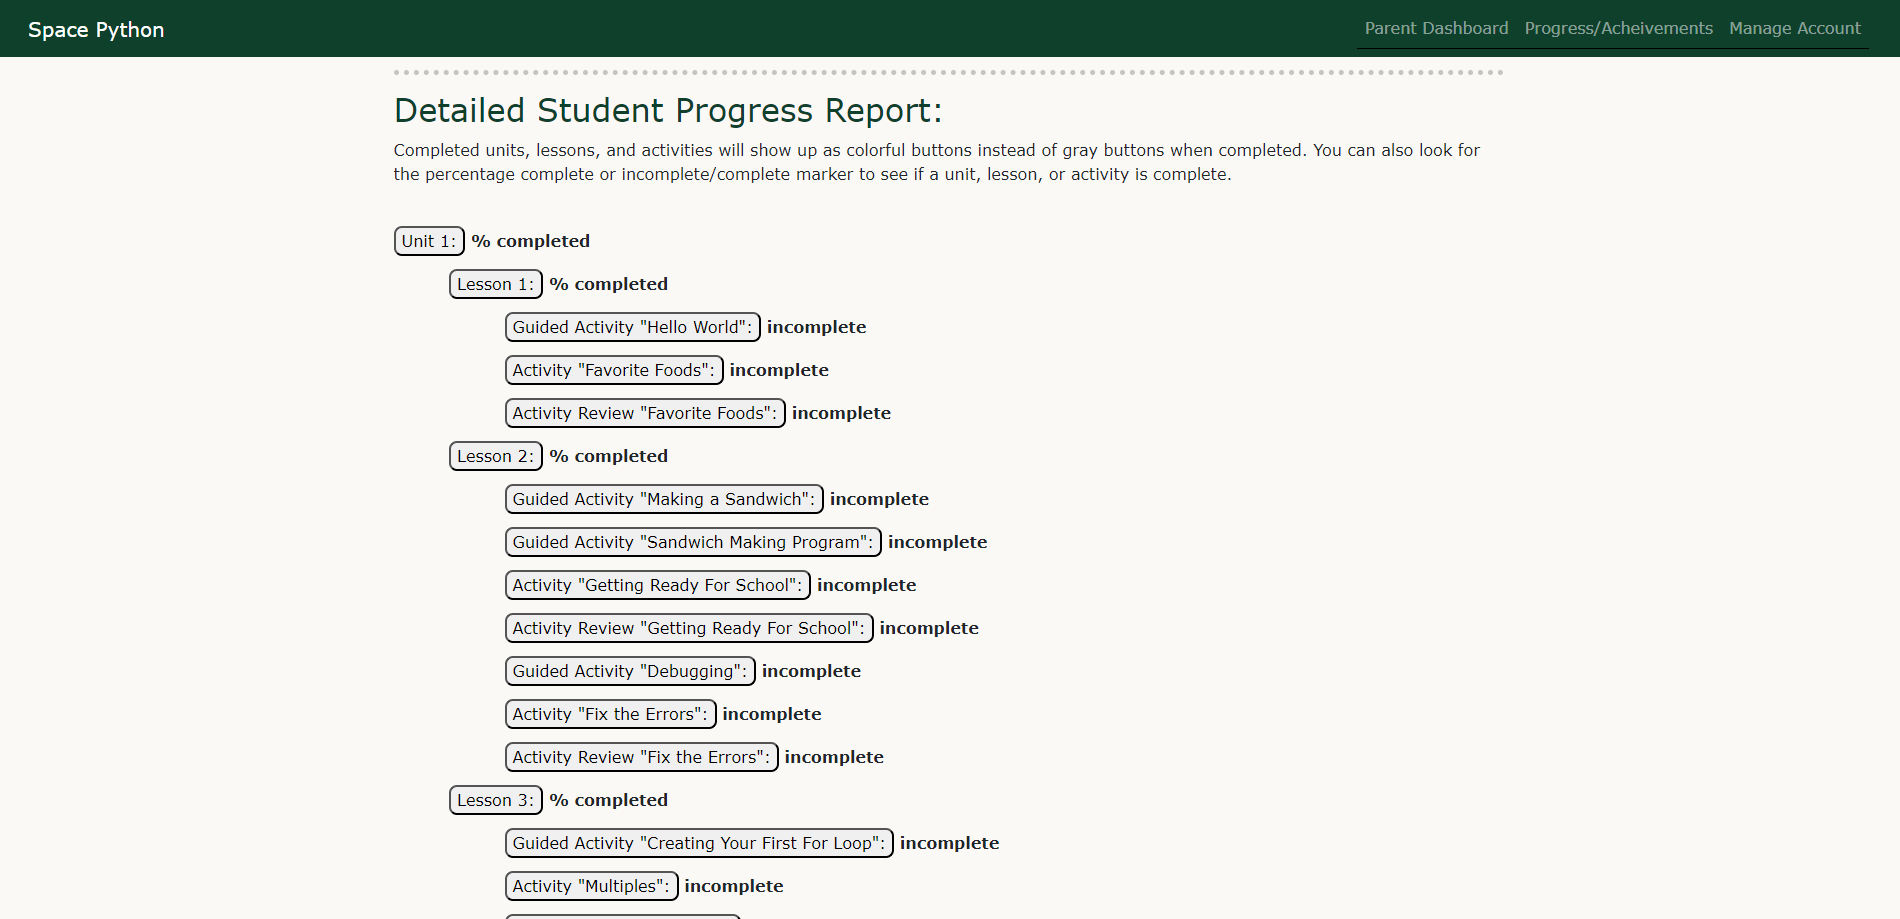 Space Python
Parent Dashboard Progress/Acheivements Manage Account
Detailed Student Progress Report:
Completed units, lessons, and activities will show up as colorful buttons instead of gray buttons when completed. You can also look for
the percentage complete or incomplete/complete marker to see if a unit, lesson, or activity is complete.
Unit 1: % completed
Lesson 1: % completed
Guided Activity "Hello World": incomplete
Activity "Favorite Foods": incomplete
Activity Review "Favorite Foods": incomplete
Lesson 2: % completed
Guided Activity "Making a Sandwich": incomplete
Guided Activity "Sandwich Making Program": incomplete
Activity "Getting Ready For School": incomplete
Activity Review "Getting Ready For School": incomplete
Guided Activity "Debugging": incomplete
Activity "Fix the Errors": incomplete
Activity Review "Fix the Errors": incomplete
Lesson 3: % completed
Guided Activity "Creating Your First For Loop": incomplete
Activity "Multiples": incomplete